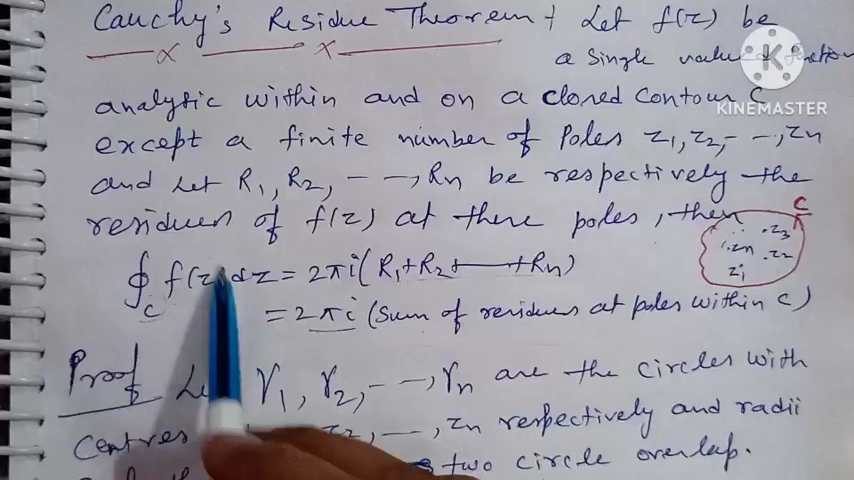 Cauchy's Residue Theorem + Let f(z) be
a single valued function
analytic within and on a closed contour C
except a finite number of Poles z1, z2, - --, zn
and Let R1, R2, - - -, Rn be respectively the
residues of f(z) at these poles, then
C
∮C f(z) dz = 2πi(R1+R2+——+Rn)
.z3
.zn .z2
z1
= 2πi (Sum of residues at poles within C)
Proof Let γ1, γ2, - - -, γn are the circles with
Centres z2, --, zn respectively and radii
two circle overlap.
KINEMASTER